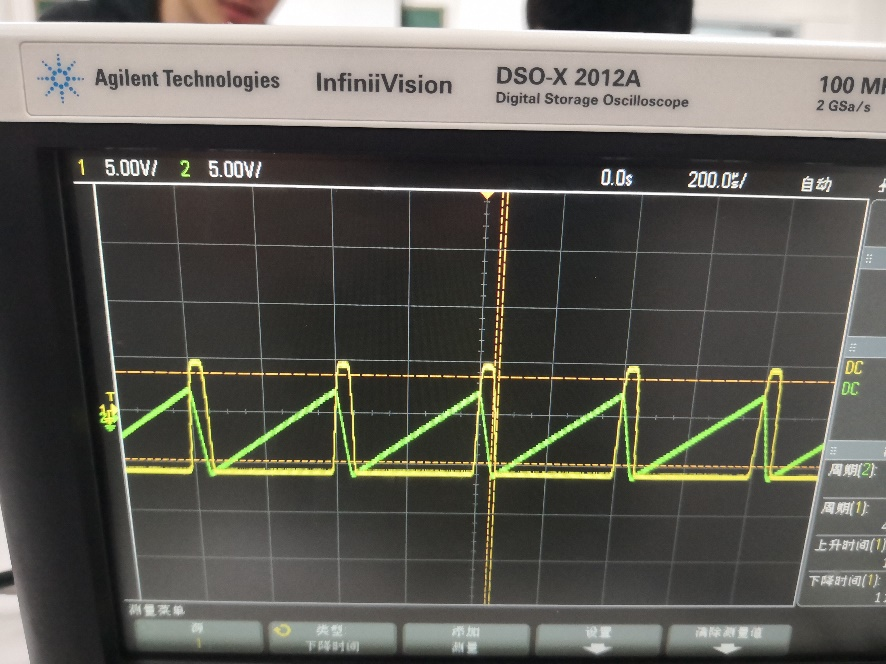 Agilent Technologies InfiniiVision DSO-X 2012A
Digital Storage Oscilloscope
2 GSa/s
1 5.00V/ 2 5.00V/ 0.0s 200.0us/ 自动
DC
DC
周期(2):
周期(1):
上升时间(1):
下降时间(1):
测量菜单
源
1
类型
下降时间
添加
测量
设置
清除测量值